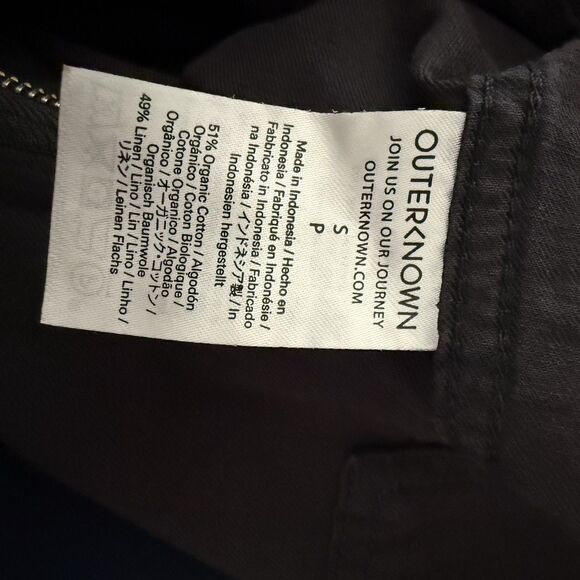 OUTERKNOWN
JOIN US ON OUR JOURNEY
OUTERKNOWN.COM
S
P
Made in Indonesia / Hecho en
Indonesia / Fabriqué en Indonésie /
Fabbricato in Indonesia / Fabricado
na Indonésia / インドネシア製 / In
Indonesien hergestellt
51% Organic Cotton / Algodón
Orgánico / Coton Biologique /
Cotone Organico / Algodão
Orgânico / オーガニック・コットン /
Organisch Baumwole
49% Linen / Lino / Lin / Lino / Linho /
リネン / Leinen Flachs